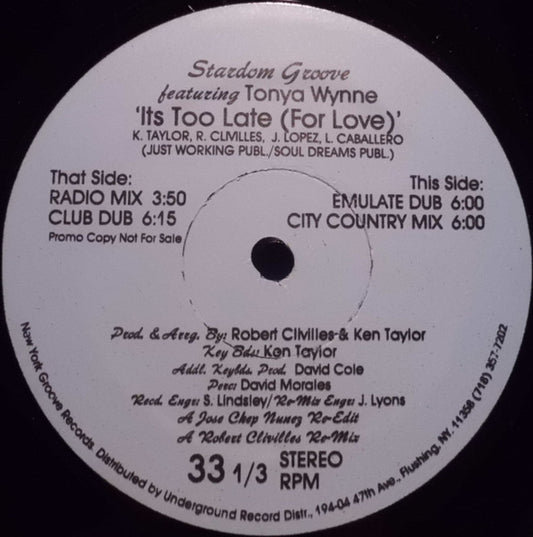 Stardom Groove
featuring Tonya Wynne
'Its Too Late (For Love)'
K. TAYLOR, R. CLIVILLES, J. LOPEZ, L. CABALLERO
(JUST WORKING PUBL./SOUL DREAMS PUBL.)
That Side:
RADIO MIX 3:50
CLUB DUB 6:15
Promo Copy Not For Sale
This Side:
EMULATE DUB 6:00
CITY COUNTRY MIX 6:00
Prod. & Arrg. By: Robert Clivilles & Ken Taylor
Key Bds: Ken Taylor
Addl. Keybds. Prod. David Cole
Perc: David Morales
Recd. Engr: S. Lindsley/Re-Mix Engr: J. Lyons
A Jose Chep Nunez Re-Edit
A Robert Clivilles Re-Mix
33 1/3 STEREO
RPM
New York Groove Records. Distributed by Underground Record Distr., 194-04 47th Ave., Flushing, NY. 11358 (718) 357-7202